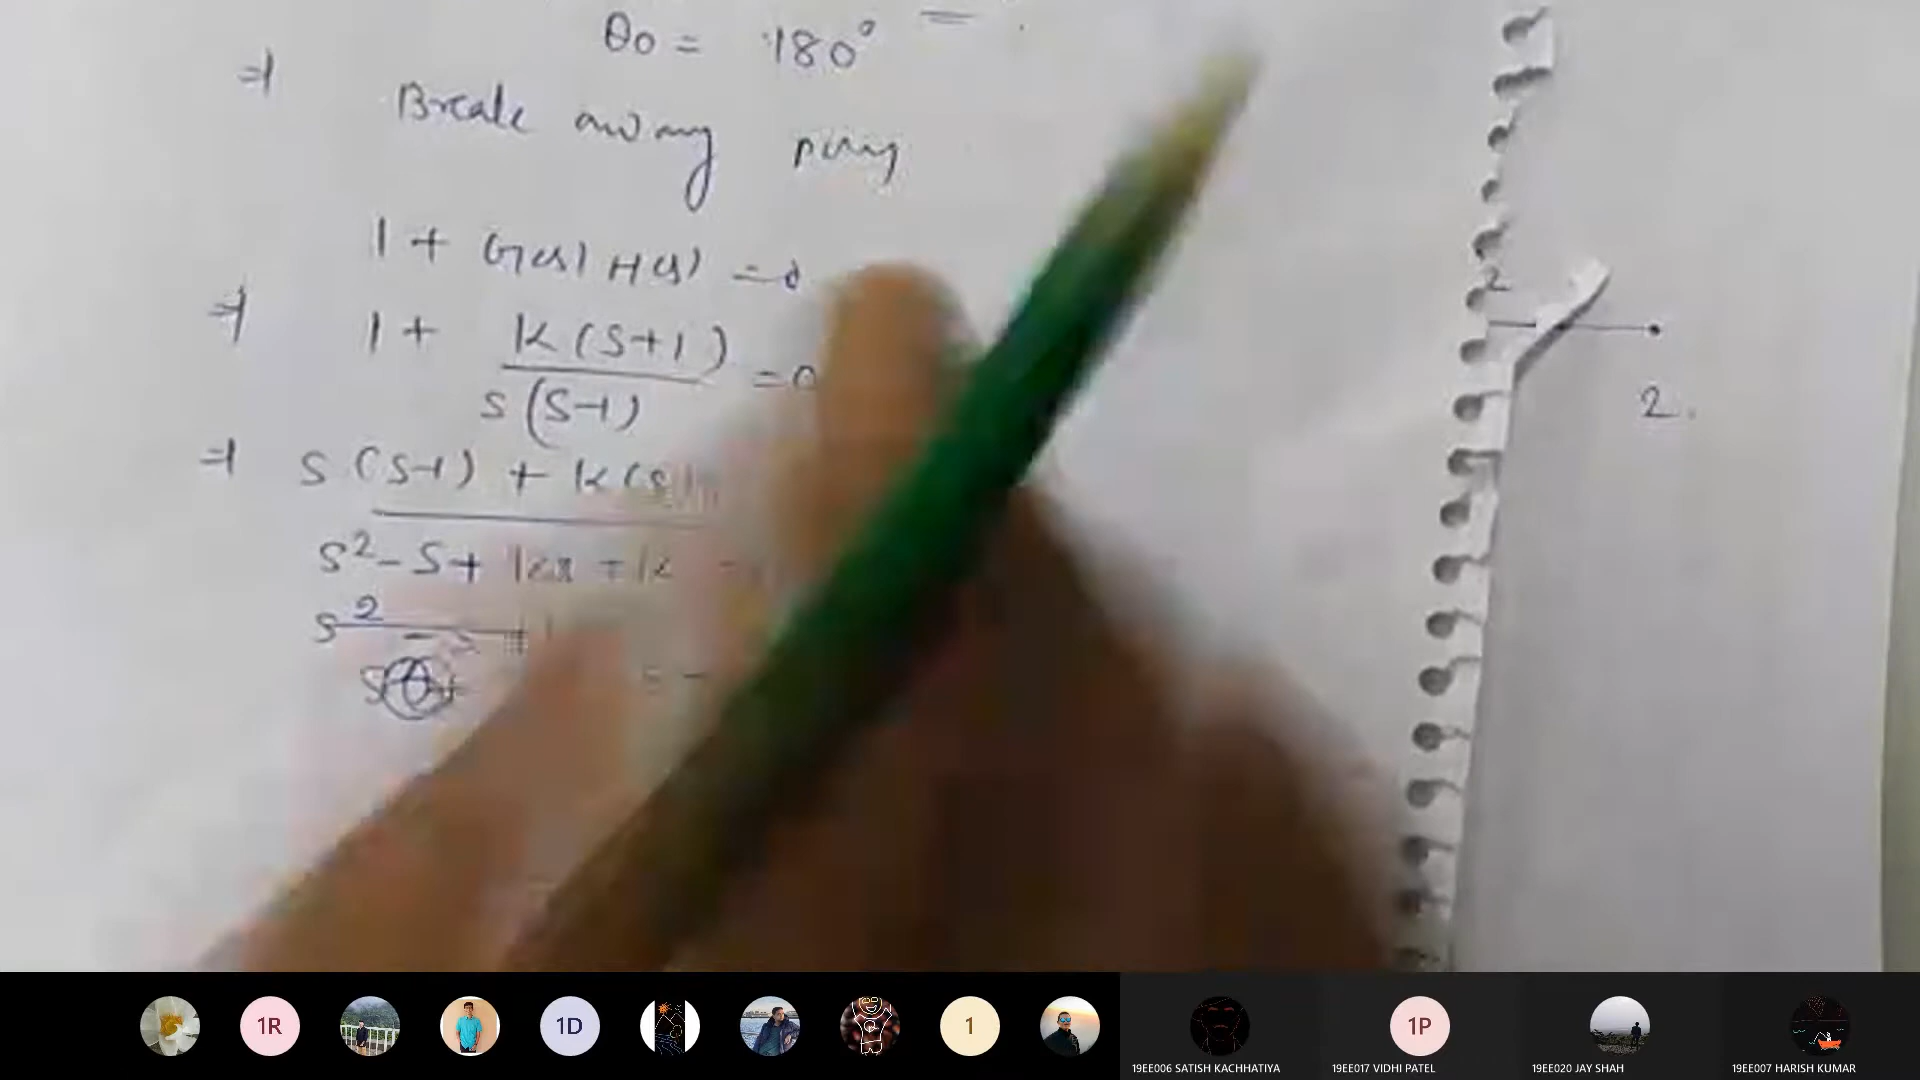 θ0 = 180°
⇒ Break away
1 + G(s) H(s) = 0
⇒ 1 + K(S+1) / S(S-1) = 0
⇒ S(S-1) + K(S
S² - S + KS + K
S² - S
2
2.
1R
1D
1
1P
19EE006 SATISH KACHHATIYA
19EE017 VIDHI PATEL
19EE020 JAY SHAH
19EE007 HARISH KUMAR